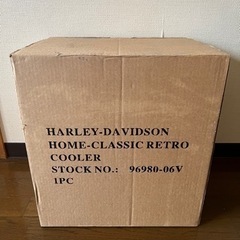 HARLEY-DAVIDSON
HOME-CLASSIC RETRO
COOLER
STOCK NO.: 96980-06V
1PC